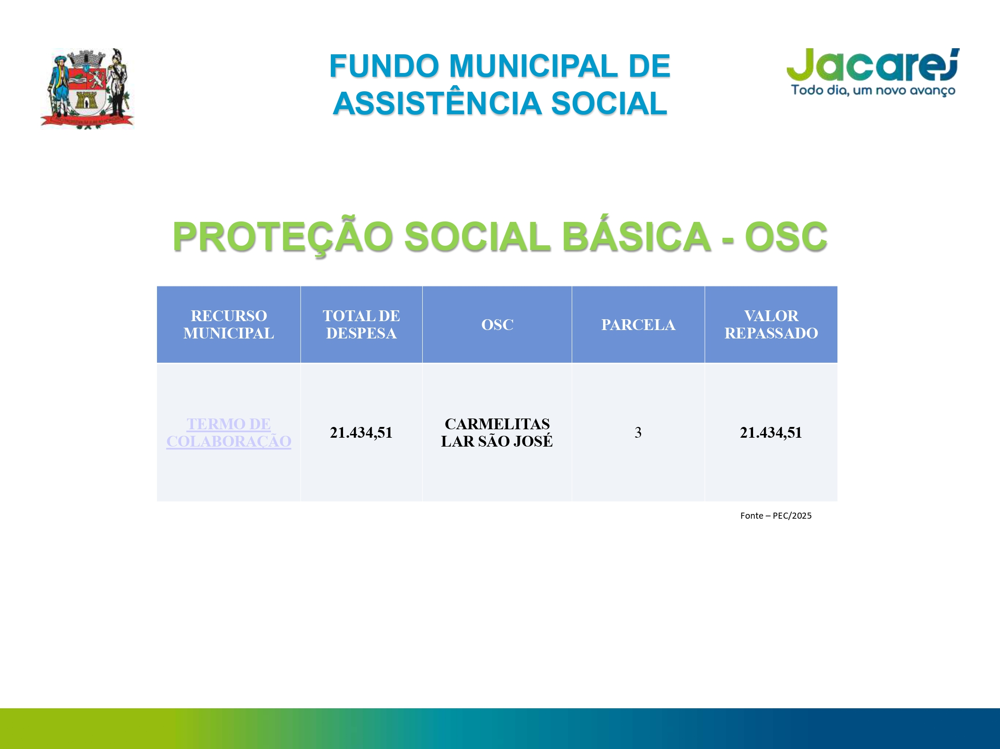 FUNDO MUNICIPAL DE
ASSISTÊNCIA SOCIAL
Jacareí
Todo dia, um novo avanço
PROTEÇÃO SOCIAL BÁSICA - OSC
RECURSO
MUNICIPAL
TOTAL DE
DESPESA
OSC
PARCELA
VALOR
REPASSADO
TERMO DE
COLABORAÇÃO
21.434,51
CARMELITAS
LAR SÃO JOSÉ
3
21.434,51
Fonte – PEC/2025